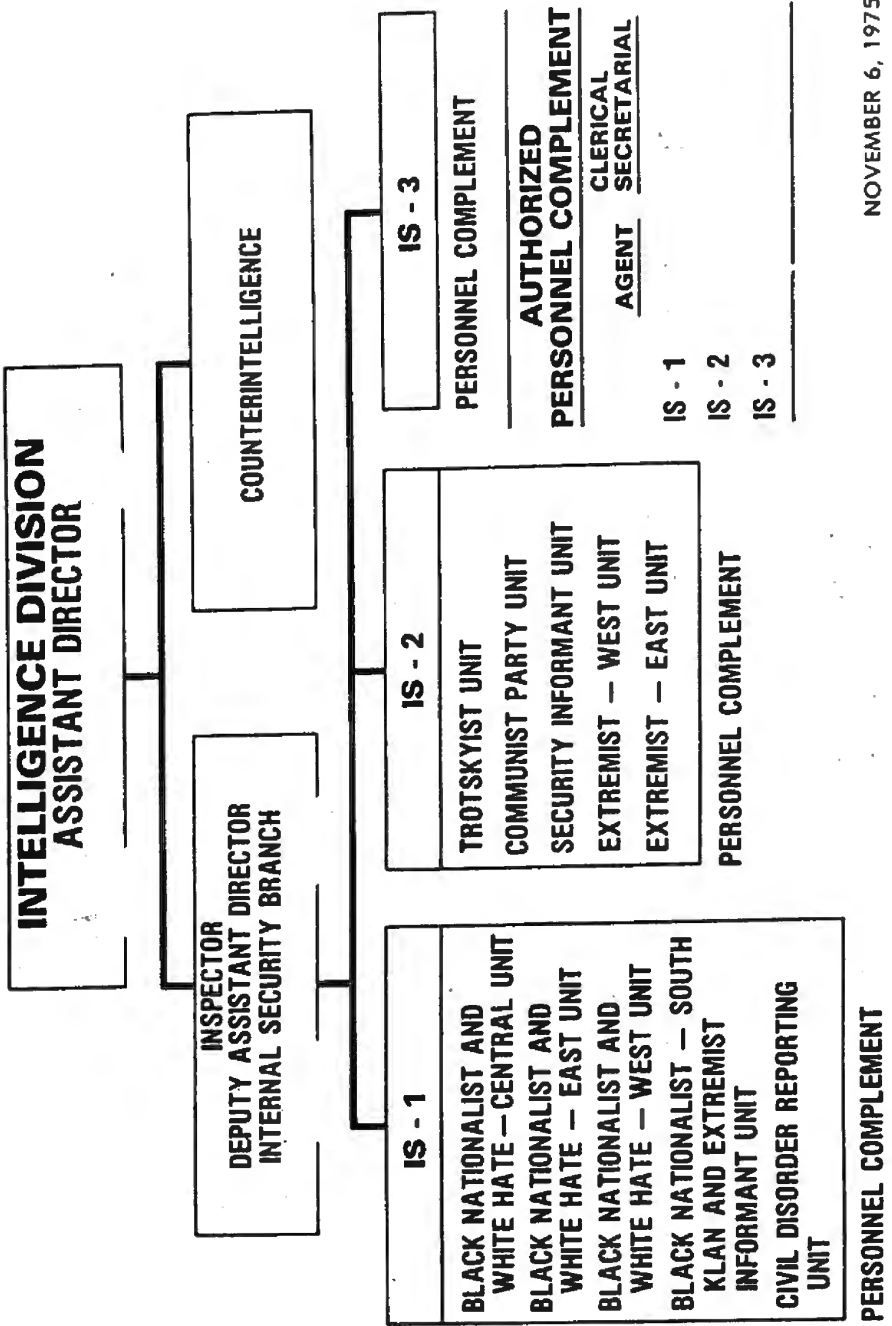 INTELLIGENCE DIVISION
ASSISTANT DIRECTOR
INSPECTOR
DEPUTY ASSISTANT DIRECTOR
INTERNAL SECURITY BRANCH
COUNTERINTELLIGENCE
IS - 1
BLACK NATIONALIST AND
WHITE HATE — CENTRAL UNIT
BLACK NATIONALIST AND
WHITE HATE — EAST UNIT
BLACK NATIONALIST AND
WHITE HATE — WEST UNIT
BLACK NATIONALIST — SOUTH
KLAN AND EXTREMIST
INFORMANT UNIT
CIVIL DISORDER REPORTING
UNIT
PERSONNEL COMPLEMENT
IS - 2
TROTSKYIST UNIT
COMMUNIST PARTY UNIT
SECURITY INFORMANT UNIT
EXTREMIST — WEST UNIT
EXTREMIST — EAST UNIT
PERSONNEL COMPLEMENT
IS - 3
PERSONNEL COMPLEMENT
AUTHORIZED
PERSONNEL COMPLEMENT
CLERICAL
AGENT SECRETARIAL
IS - 1
IS - 2
IS - 3
NOVEMBER 6, 1975